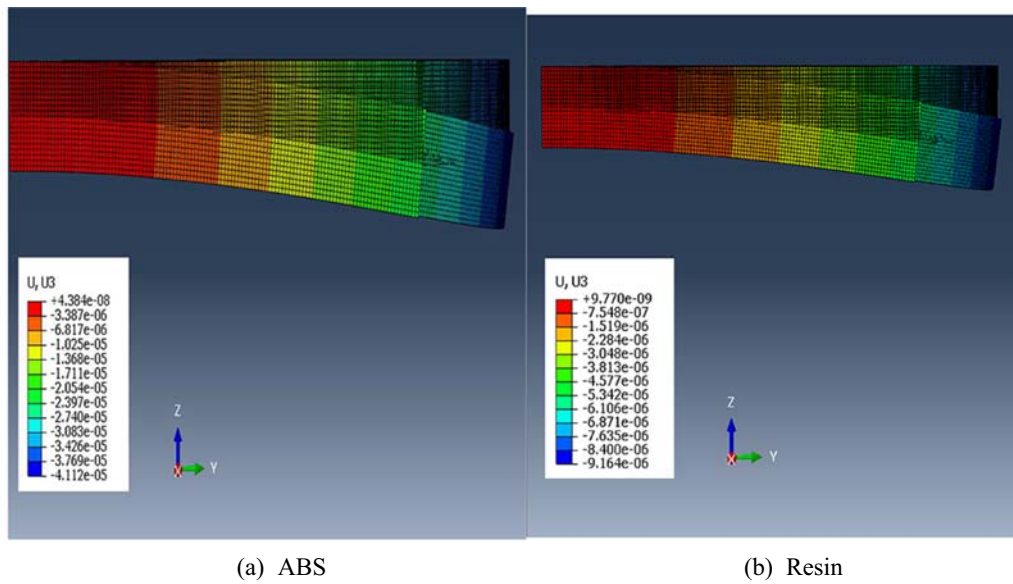 U, U3
+4.384e-08
-3.387e-06
-6.817e-06
-1.025e-05
-1.368e-05
-1.711e-05
-2.054e-05
-2.397e-05
-2.740e-05
-3.083e-05
-3.426e-05
-3.769e-05
-4.112e-05
Z
X
Y
U, U3
+9.770e-09
-7.548e-07
-1.519e-06
-2.284e-06
-3.048e-06
-3.813e-06
-4.577e-06
-5.342e-06
-6.106e-06
-6.871e-06
-7.635e-06
-8.400e-06
-9.164e-06
Z
X
Y
(a) ABS
(b) Resin